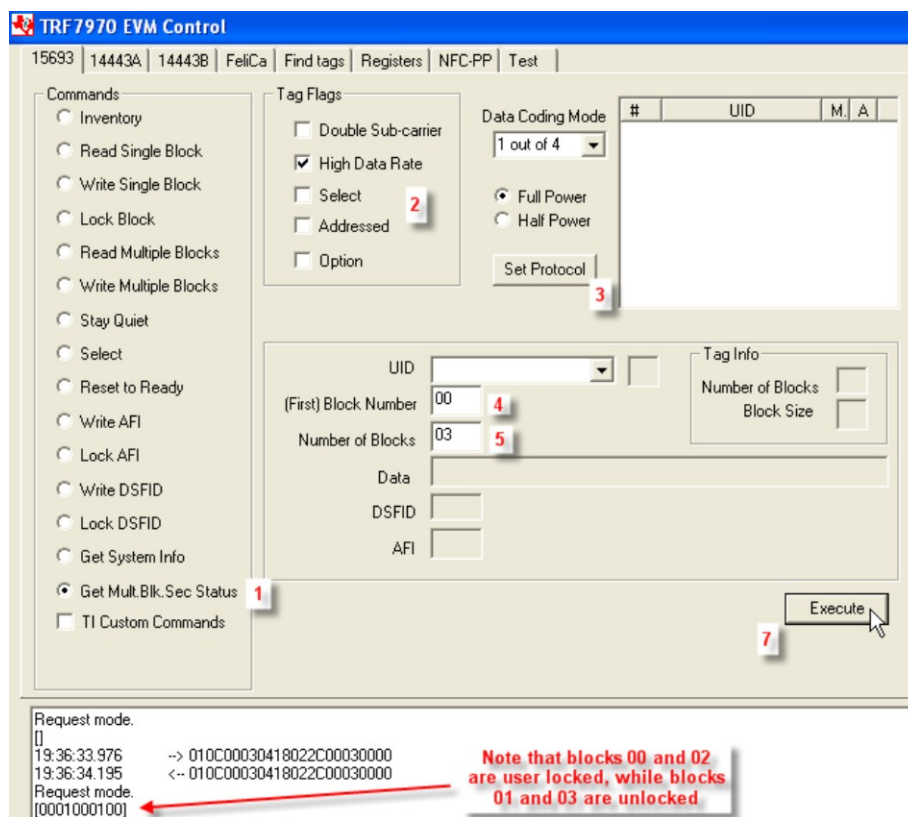 TRF7970 EVM Control
15693 14443A 14443B FeliCa Find tags Registers NFC-PP Test
Commands
Inventory
Read Single Block
Write Single Block
Lock Block
Read Multiple Blocks
Write Multiple Blocks
Stay Quiet
Select
Reset to Ready
Write AFI
Lock AFI
Write DSFID
Lock DSFID
Get System Info
Get Mult.Blk.Sec Status 1
TI Custom Commands
Tag Flags
Double Sub-carrier
High Data Rate
Select
2
Addressed
Option
Data Coding Mode
1 out of 4
Full Power
Half Power
Set Protocol
3
# UID M. A
UID
(First) Block Number 00 4
Number of Blocks 03 5
Data
DSFID
AFI
Tag Info
Number of Blocks
Block Size
Execute
7
Request mode.
[]
19:36:33.976 --> 010C00030418022C00030000
19:36:34.195 <-- 010C00030418022C00030000
Request mode.
[0001000100]
Note that blocks 00 and 02
are user locked, while blocks
01 and 03 are unlocked